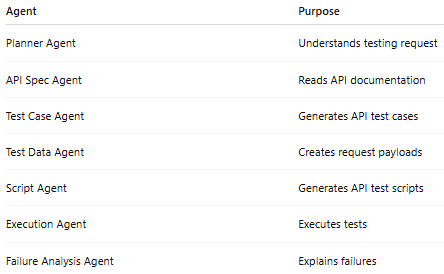 Agent Purpose
Planner Agent Understands testing request
API Spec Agent Reads API documentation
Test Case Agent Generates API test cases
Test Data Agent Creates request payloads
Script Agent Generates API test scripts
Execution Agent Executes tests
Failure Analysis Agent Explains failures